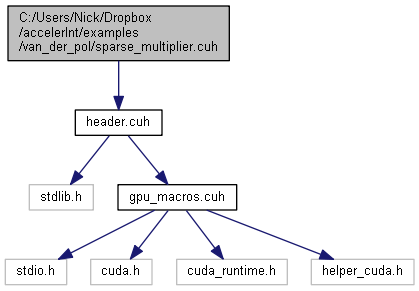 C:/Users/Nick/Dropbox
/accelerInt/examples
/van_der_pol/sparse_multiplier.cuh
header.cuh
stdlib.h
gpu_macros.cuh
stdio.h
cuda.h
cuda_runtime.h
helper_cuda.h